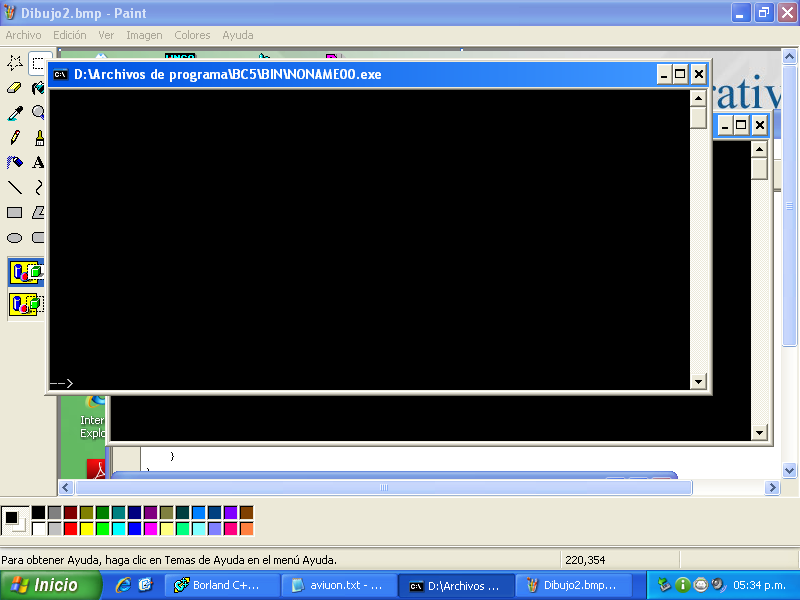 Dibujo2.bmp - Paint
Archivo Edición Ver Imagen Colores Ayuda
D:\Archivos de programa\BC5\BIN\NONAME00.exe
rativ
-->
Inter
Explo
}
Para obtener Ayuda, haga clic en Temas de Ayuda en el menú Ayuda.
220,354
Inicio
Borland C+...
aviuon.txt - ...
D:\Archivos ...
Dibujo2.bmp...
05:34 p.m.